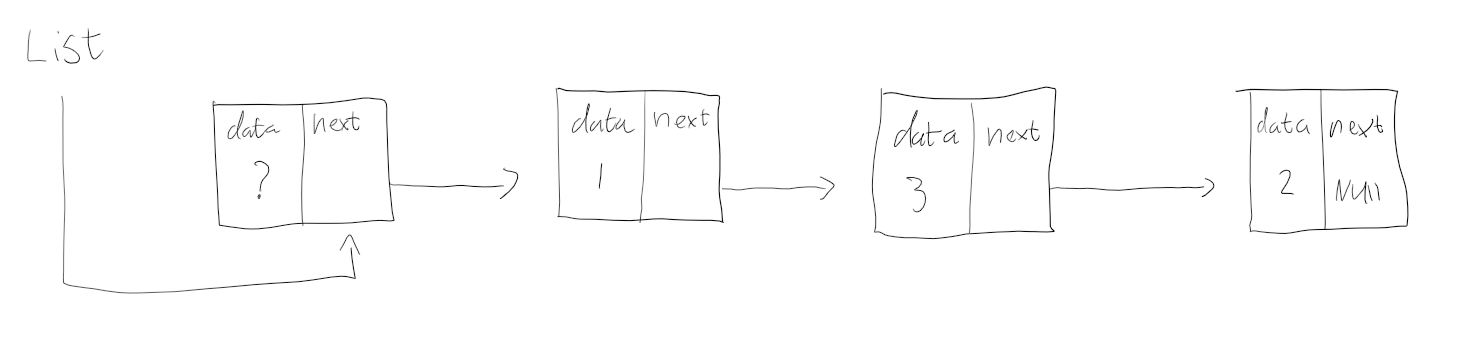 List
data next
?
data next
1
data next
3
data next
2 Null